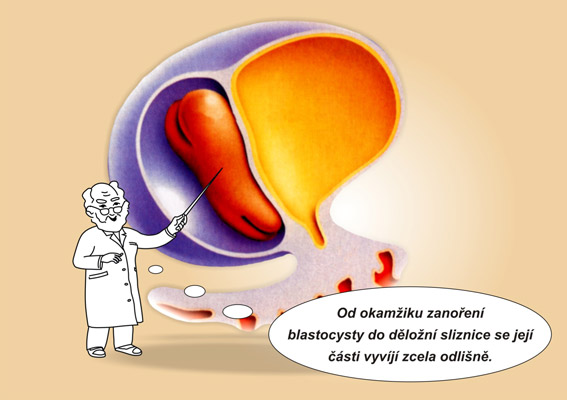 Od okamžiku zanoření
blastocysty do děložní sliznice se její
části vyvíjí zcela odlišně.